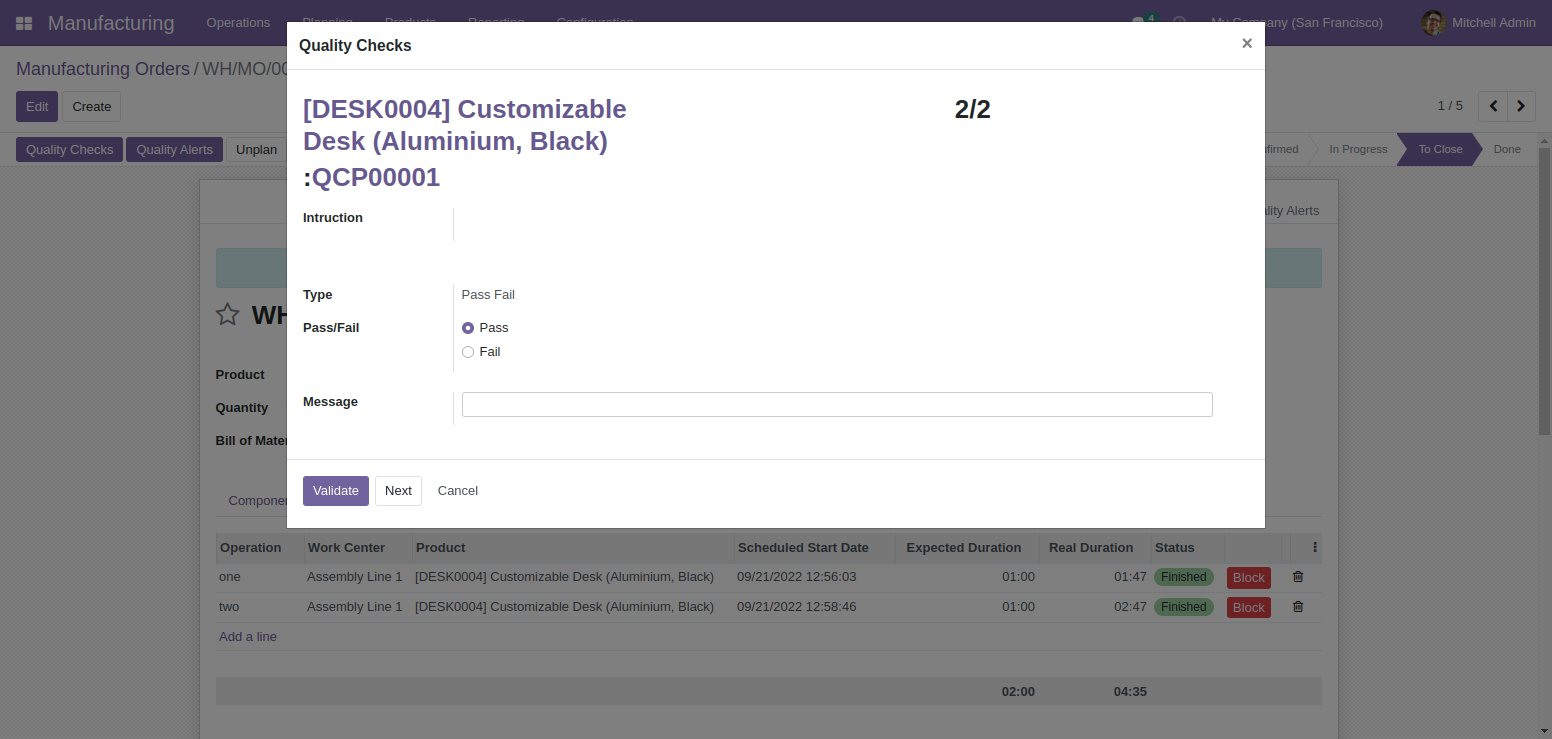 Manufacturing Operations Planning Products Reporting Configuration 4 My Company (San Francisco) Mitchell Admin
Quality Checks ×
Manufacturing Orders / WH/MO/00
Edit Create
1 / 5
Quality Checks Quality Alerts Unplan
In Progress To Close Done
[DESK0004] Customizable
Desk (Aluminium, Black)
:QCP00001
2/2
Intruction
Type Pass Fail
Pass/Fail Pass
Fail
Message
Validate Next Cancel
Alerts
WH
Product
Quantity
Bill of Mater
Componen
Operation Work Center Product Scheduled Start Date Expected Duration Real Duration Status
one Assembly Line 1 [DESK0004] Customizable Desk (Aluminium, Black) 09/21/2022 12:56:03 01:00 01:47 Finished Block
two Assembly Line 1 [DESK0004] Customizable Desk (Aluminium, Black) 09/21/2022 12:58:46 01:00 02:47 Finished Block
Add a line
02:00 04:35